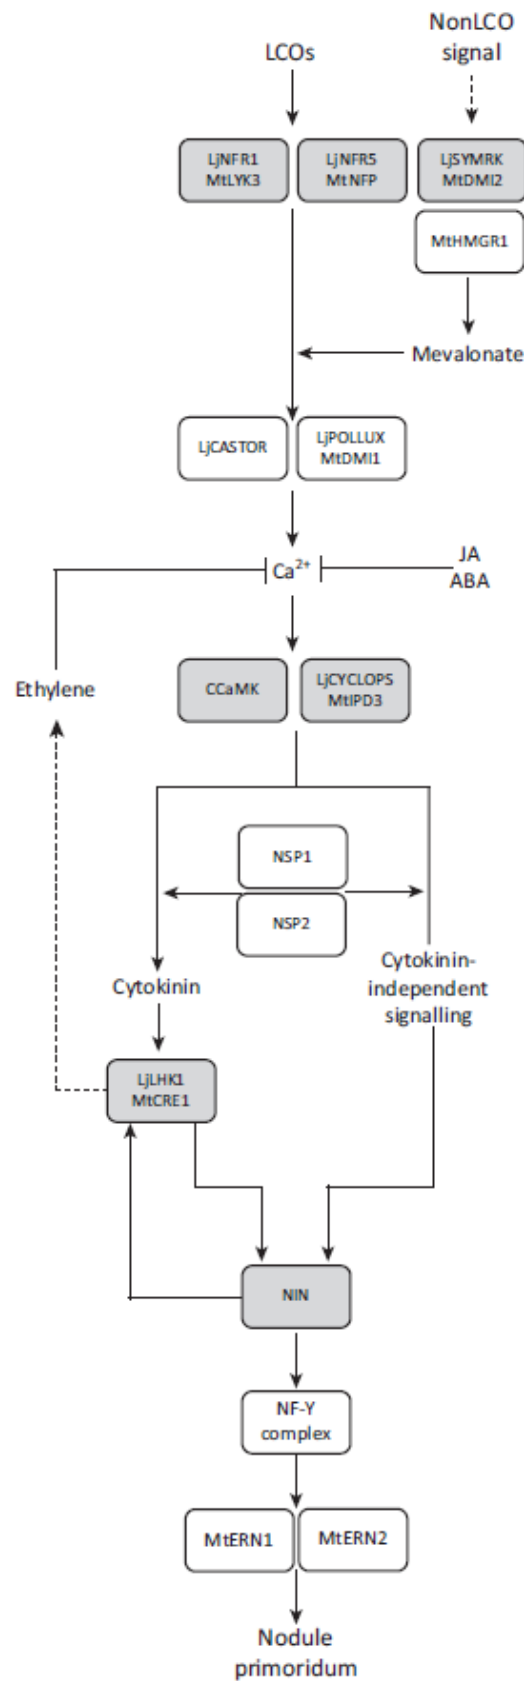 NonLCO
signal
LCOs
LjNFR1
MtLYK3
LjNFR5
MtNFP
LjSYMRK
MtDMI2
MtHMGR1
Mevalonate
LjCASTOR
LjPOLLUX
MtDMI1
Ca2+
JA
ABA
Ethylene
CCaMK
LjCYCLOPS
MtIPD3
NSP1
NSP2
Cytokinin
Cytokinin-
independent
signalling
LjLHK1
MtCRE1
NIN
NF-Y
complex
MtERN1
MtERN2
Nodule
primoridum